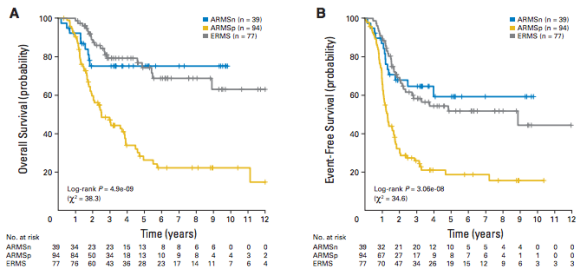 A
B
ARMSn (n = 39)
ARMSp (n = 94)
ERMS (n = 77)
Overall Survival (probability)
100
80
60
40
20
Log-rank P = 4.9e-09
(χ² = 38.3)
0 1 2 3 4 5 6 7 8 9 10 11 12
Time (years)
No. at risk
ARMSn 39 34 23 23 15 13 8 8 6 6 0 0 0
ARMSp 94 84 50 34 18 13 10 9 6 4 4 3 2
ERMS 77 76 60 43 36 28 23 17 14 11 7 6 4
ARMSn (n = 39)
ARMSp (n = 94)
ERMS (n = 77)
Event-Free Survival (probability)
100
80
60
40
20
Log-rank P = 3.06e-08
(χ² = 34.6)
0 1 2 3 4 5 6 7 8 9 10 11 12
Time (years)
No. at risk
ARMSn 39 32 21 20 12 10 5 5 4 4 0 0 0
ARMSp 94 67 27 17 9 8 7 6 4 1 1 0 0
ERMS 77 70 47 34 26 19 15 12 9 6 3 3 3